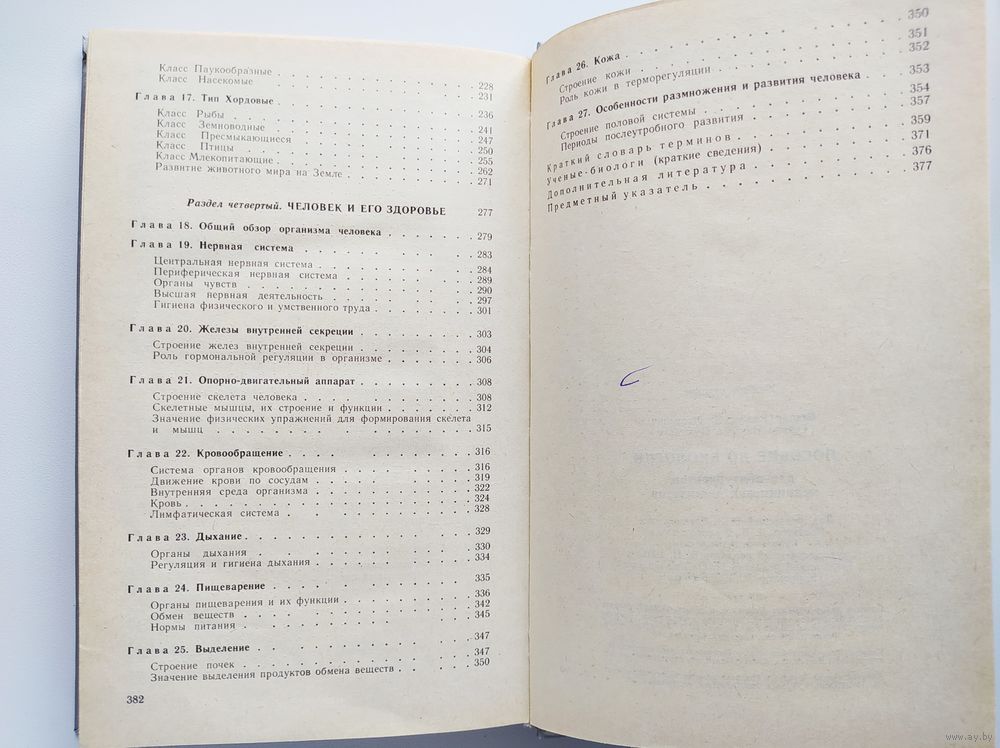 Класс Паукообразные . . . . . . . . . . . 228
Класс Насекомые . . . . . . . . . . . 231
Глава 17. Тип Хордовые . . . . . . . . . . . 236
Класс Рыбы . . . . . . . . . . . 241
Класс Земноводные . . . . . . . . . . . 247
Класс Пресмыкающиеся . . . . . . . . . . . 250
Класс Птицы . . . . . . . . . . . 255
Класс Млекопитающие . . . . . . . . . . . 262
Развитие животного мира на Земле . . . . . . . . 271
Раздел четвертый. ЧЕЛОВЕК И ЕГО ЗДОРОВЬЕ 277
Глава 18. Общий обзор организма человека . . . . . . 279
Глава 19. Нервная система . . . . . . . . . 283
Центральная нервная система . . . . . . . . 284
Периферическая нервная система . . . . . . . 289
Органы чувств . . . . . . . . . . . 290
Высшая нервная деятельность . . . . . . . . 297
Гигиена физического и умственного труда . . . . . . 301
Глава 20. Железы внутренней секреции . . . . . . . 303
Строение желез внутренней секреции . . . . . . . 304
Роль гормональной регуляции в организме . . . . . . 306
Глава 21. Опорно-двигательный аппарат . . . . . . . 308
Строение скелета человека . . . . . . . . . 308
Скелетные мышцы, их строение и функции . . . . . . 312
Значение физических упражнений для формирования скелета
и мышц . . . . . . . . . . . 315
Глава 22. Кровообращение . . . . . . . . . 316
Система органов кровообращения . . . . . . . 316
Движение крови по сосудам . . . . . . . . 319
Внутренняя среда организма . . . . . . . . 322
Кровь . . . . . . . . . . . 324
Лимфатическая система . . . . . . . . . 328
Глава 23. Дыхание . . . . . . . . . . 329
Органы дыхания . . . . . . . . . . 330
Регуляция и гигиена дыхания . . . . . . . . 334
Глава 24. Пищеварение . . . . . . . . . 335
Органы пищеварения и их функции . . . . . . . 336
Обмен веществ . . . . . . . . . . 342
Нормы питания . . . . . . . . . . 345
Глава 25. Выделение . . . . . . . . . . 347
Строение почек . . . . . . . . . . 347
Значение выделения продуктов обмена веществ . . . . . 350
382
Глава 26. Кожа . . . . . . . . . . 350
Строение кожи . . . . . . . . . . 351
Роль кожи в терморегуляции . . . . . . . . 352
Глава 27. Особенности размножения и развития человека . . 353
Строение половой системы . . . . . . . . 354
Периоды послеутробного развития . . . . . . . 357
Краткий словарь терминов . . . . . . . . 359
Ученые-биологи (краткие сведения) . . . . . . . 371
Дополнительная литература . . . . . . . . 376
Предметный указатель . . . . . . . . . 377
www.ay.by